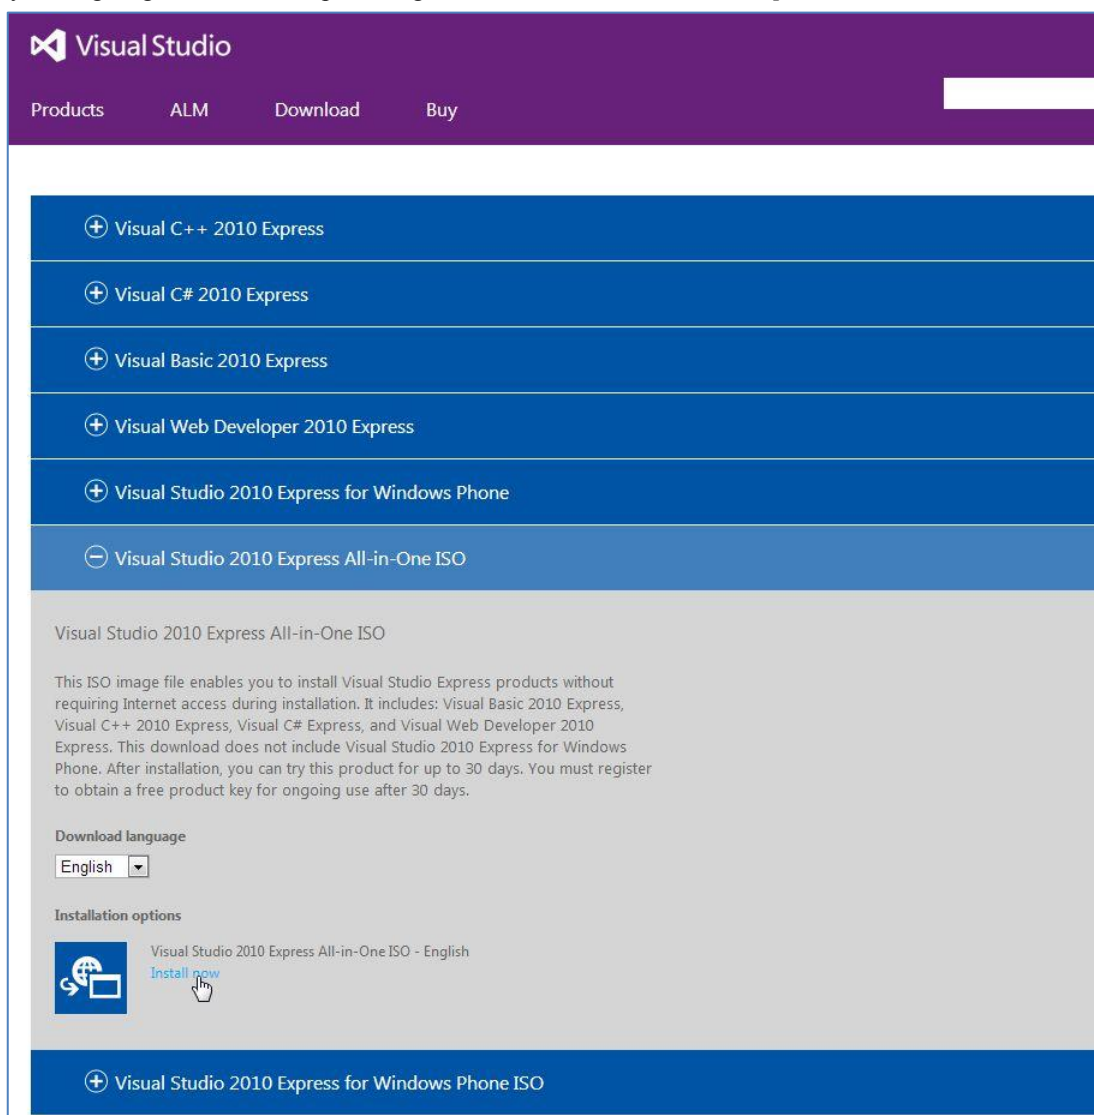 Visual Studio
Products ALM Download Buy
Visual C++ 2010 Express
Visual C# 2010 Express
Visual Basic 2010 Express
Visual Web Developer 2010 Express
Visual Studio 2010 Express for Windows Phone
Visual Studio 2010 Express All-in-One ISO
Visual Studio 2010 Express All-in-One ISO
This ISO image file enables you to install Visual Studio Express products without
requiring Internet access during installation. It includes: Visual Basic 2010 Express,
Visual C++ 2010 Express, Visual C# Express, and Visual Web Developer 2010
Express. This download does not include Visual Studio 2010 Express for Windows
Phone. After installation, you can try this product for up to 30 days. You must register
to obtain a free product key for ongoing use after 30 days.
Download language
English
Installation options
Visual Studio 2010 Express All-in-One ISO - English
Install now
Visual Studio 2010 Express for Windows Phone ISO